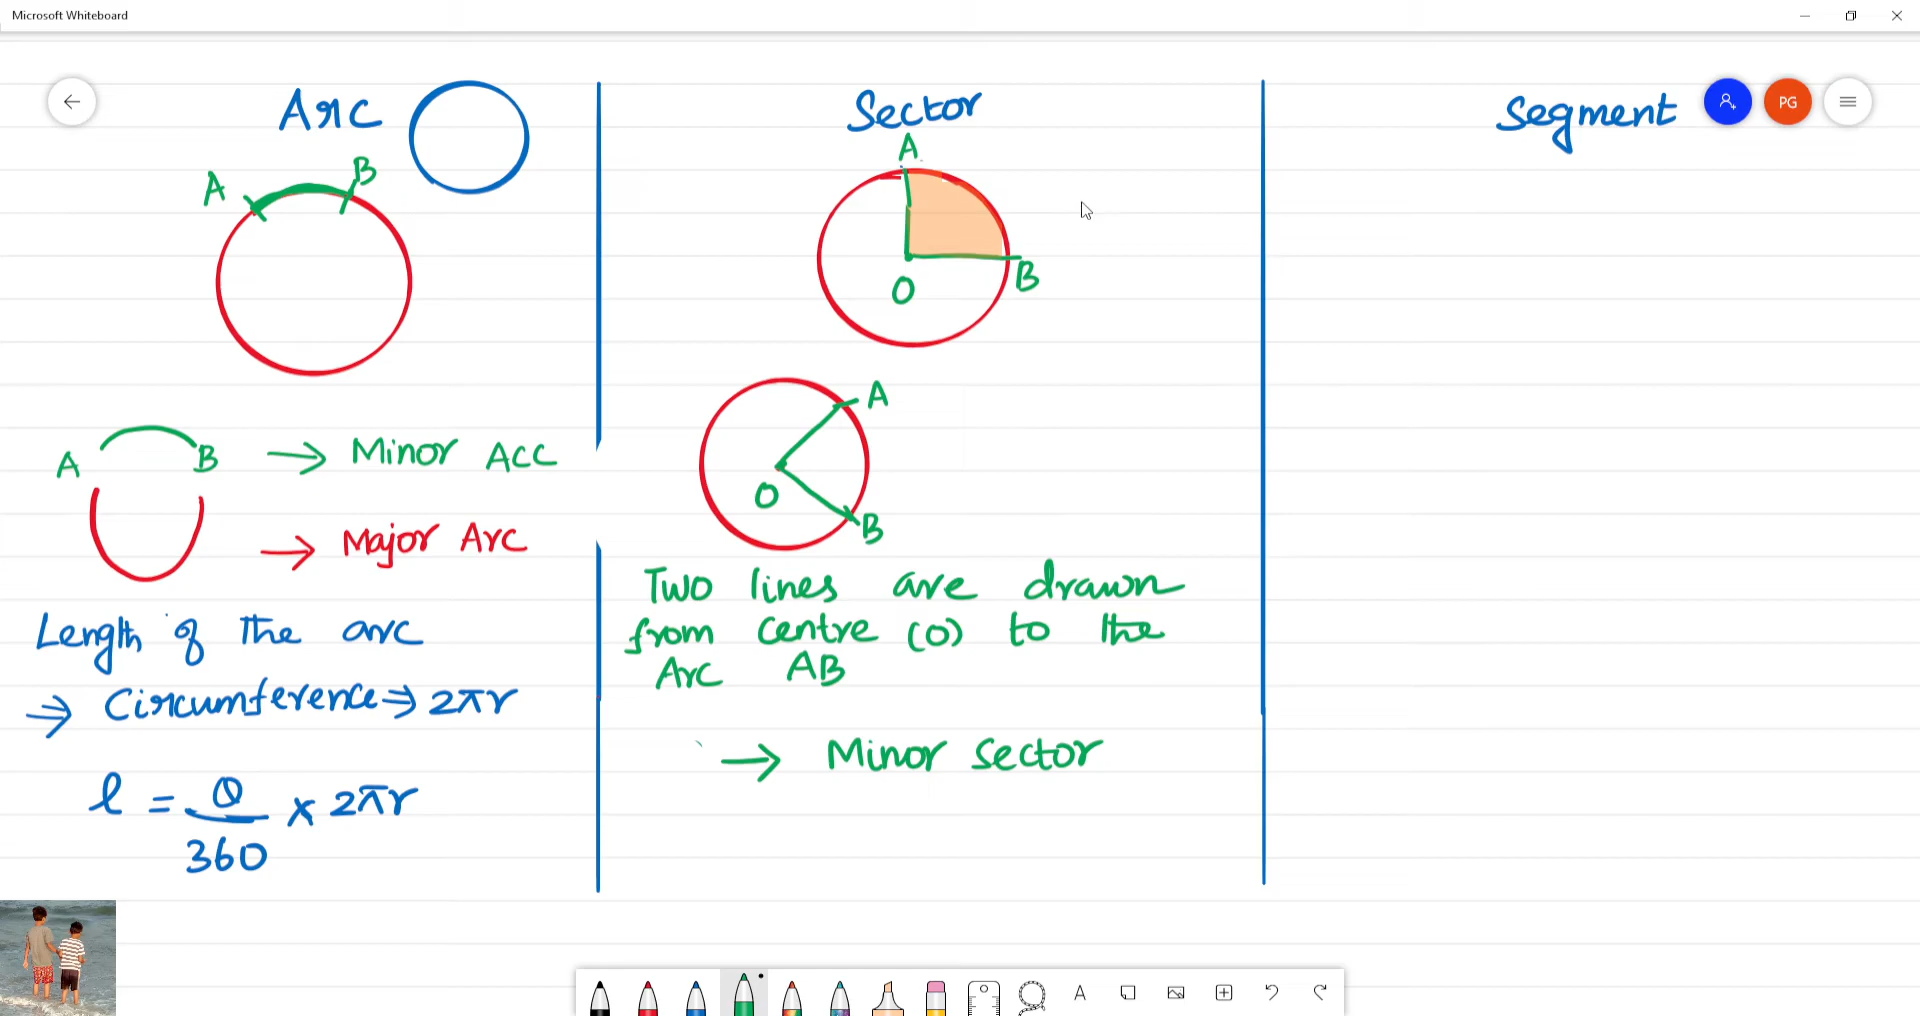 Microsoft Whiteboard
Arc
A
B
A
B
→ Minor Acc
→ Major Arc
Length of the arc
⇒ Circumference ⇒ 2πr
l = θ/360 × 2πr
Sector
A
O
B
A
O
B
Two lines are drawn
from centre (O) to the
Arc AB
→ Minor sector
Segment
PG
A